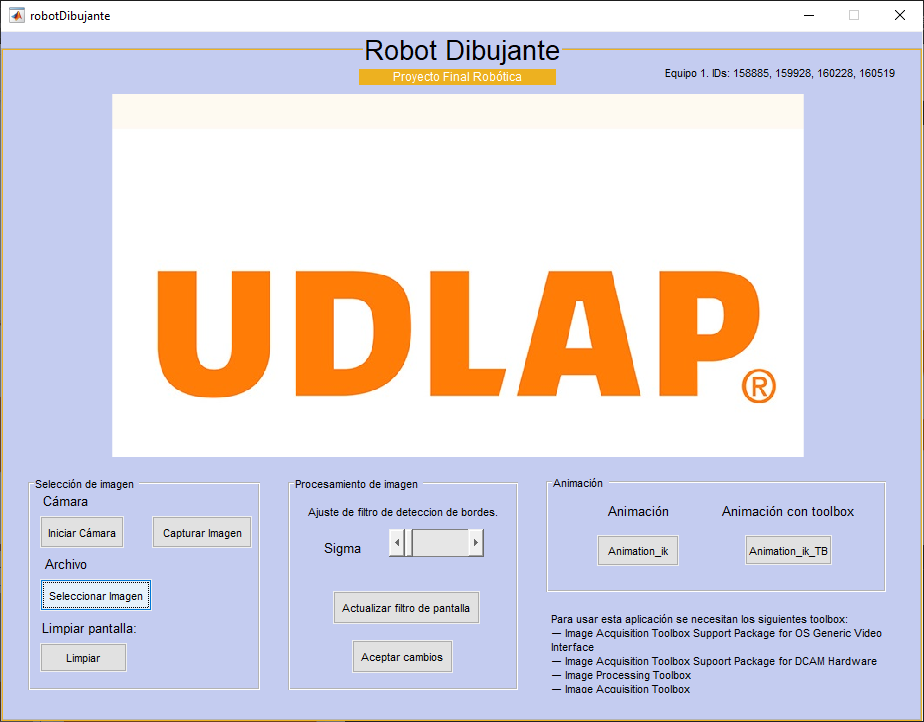 robotDibujante
Robot Dibujante
Proyecto Final Robótica
Equipo 1. IDs: 158885, 159928, 160228, 160519
UDLAP®
Selección de imagen
Cámara
Iniciar Cámara
Capturar Imagen
Archivo
Seleccionar Imagen
Limpiar pantalla:
Limpiar
Procesamiento de imagen
Ajuste de filtro de deteccion de bordes.
Sigma
Actualizar filtro de pantalla
Aceptar cambios
Animación
Animación
Animación con toolbox
Animation_ik
Animation_ik_TB
Para usar esta aplicación se necesitan los siguientes toolbox:
— Image Acquisition Toolbox Support Package for OS Generic Video
Interface
— Image Acquisition Toolbox Supoort Package for DCAM Hardware
— Image Processing Toolbox
— Image Acquisition Toolbox